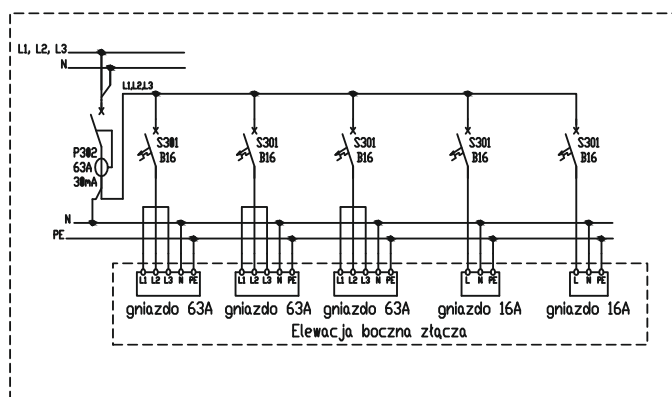 L1, L2, L3
N
L1,L2,L3
P302
63A
30mA
S301
B16
S301
B16
S301
B16
S301
B16
S301
B16
N
PE
L1 L2 L3 N PE
L1 L2 L3 N PE
L1 L2 L3 N PE
L N PE
L N PE
gniazdo 63A
gniazdo 63A
gniazdo 63A
gniazdo 16A
gniazdo 16A
Elewacja boczna złącza